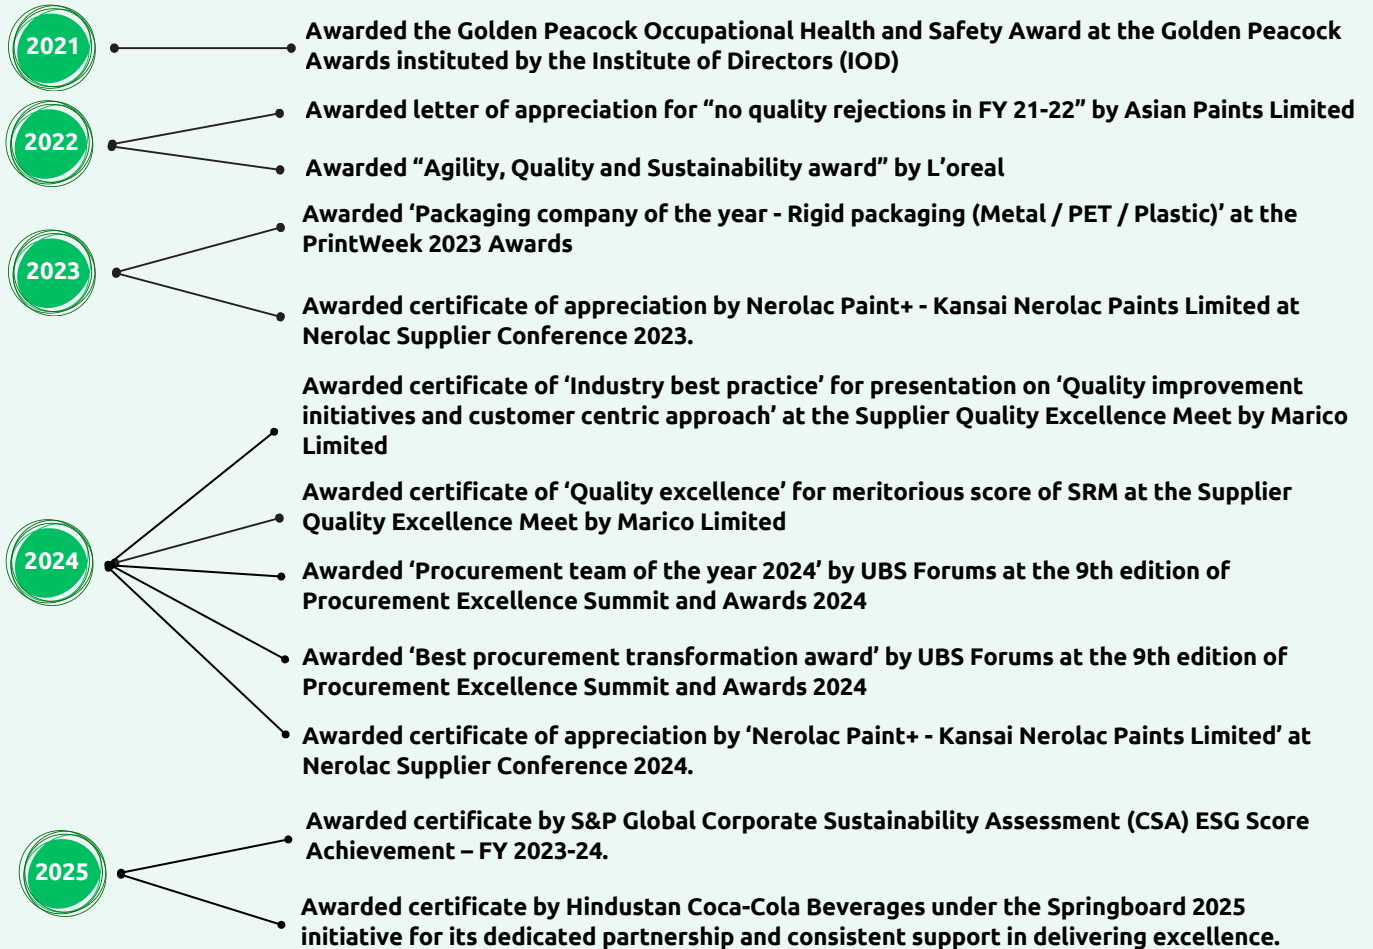 2021
Awarded the Golden Peacock Occupational Health and Safety Award at the Golden Peacock
Awards instituted by the Institute of Directors (IOD)
2022
Awarded letter of appreciation for “no quality rejections in FY 21-22” by Asian Paints Limited
Awarded “Agility, Quality and Sustainability award” by L’oreal
2023
Awarded ‘Packaging company of the year - Rigid packaging (Metal / PET / Plastic)’ at the
PrintWeek 2023 Awards
Awarded certificate of appreciation by Nerolac Paint+ - Kansai Nerolac Paints Limited at
Nerolac Supplier Conference 2023.
2024
Awarded certificate of ‘Industry best practice’ for presentation on ‘Quality improvement
initiatives and customer centric approach’ at the Supplier Quality Excellence Meet by Marico
Limited
Awarded certificate of ‘Quality excellence’ for meritorious score of SRM at the Supplier
Quality Excellence Meet by Marico Limited
Awarded ‘Procurement team of the year 2024’ by UBS Forums at the 9th edition of
Procurement Excellence Summit and Awards 2024
Awarded ‘Best procurement transformation award’ by UBS Forums at the 9th edition of
Procurement Excellence Summit and Awards 2024
Awarded certificate of appreciation by ‘Nerolac Paint+ - Kansai Nerolac Paints Limited’ at
Nerolac Supplier Conference 2024.
2025
Awarded certificate by S&P Global Corporate Sustainability Assessment (CSA) ESG Score
Achievement – FY 2023-24.
Awarded certificate by Hindustan Coca-Cola Beverages under the Springboard 2025
initiative for its dedicated partnership and consistent support in delivering excellence.